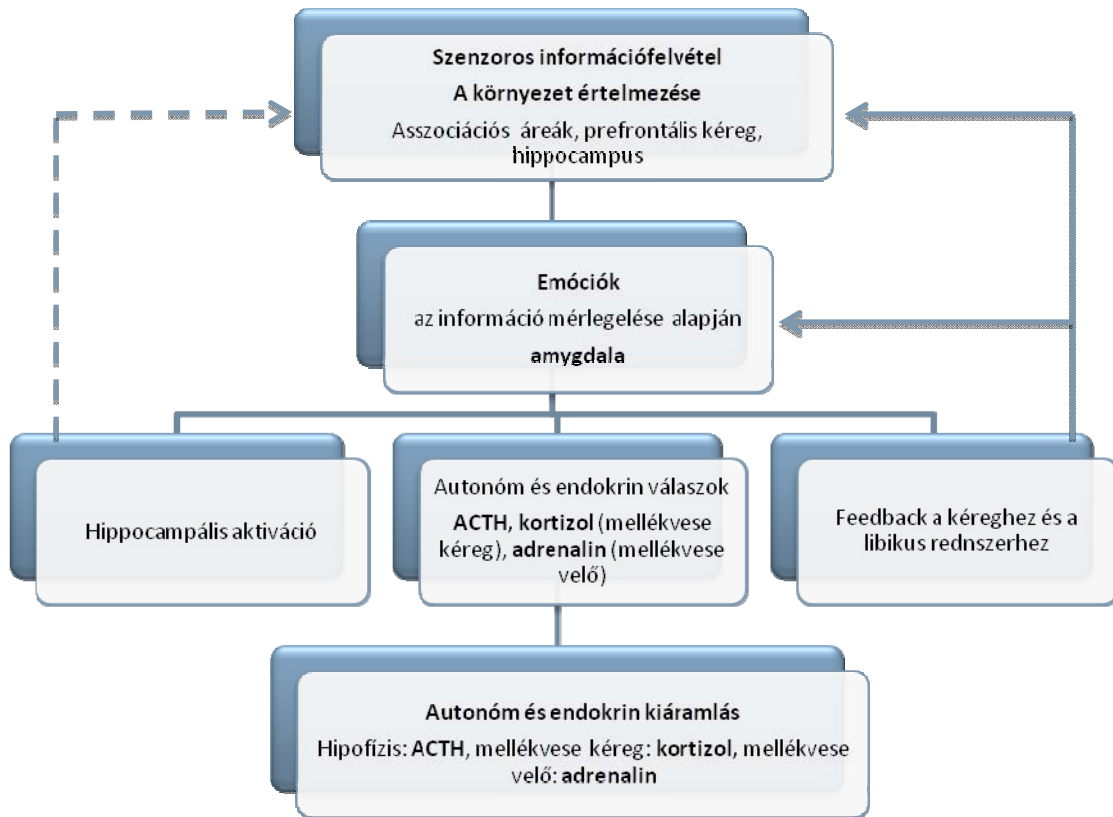 Szenzoros információfelvétel
A környezet értelmezése
Asszociációs áreák, prefrontális kéreg,
hippocampus
Emóciók
az információ mérlegelése alapján
amygdala
Hippocampális aktiváció
Autonóm és endokrin válaszok
ACTH, kortizol (mellékvese
kéreg), adrenalin (mellékvese
velő)
Feedback a kéreghez és a
libikus rednszerhez
Autonóm és endokrin kiáramlás
Hipofízis: ACTH, mellékvese kéreg: kortizol, mellékvese
velő: adrenalin